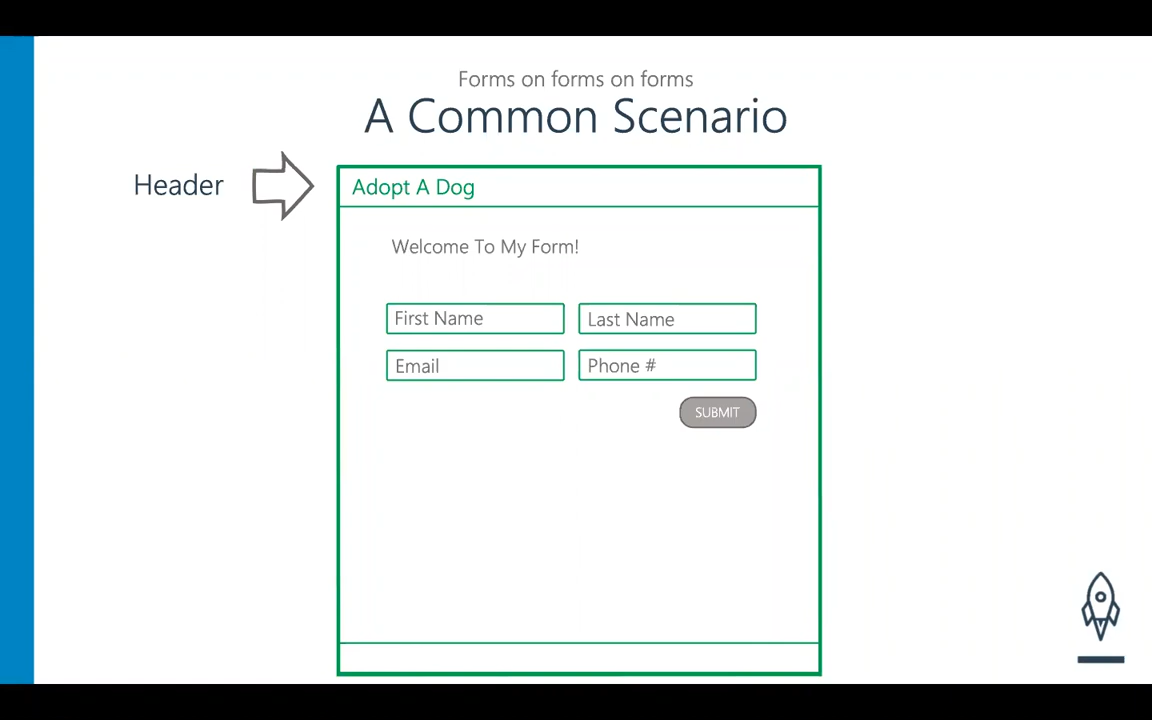 Forms on forms on forms
A Common Scenario
Header
Adopt A Dog
Welcome To My Form!
First Name
Last Name
Email
Phone #
SUBMIT